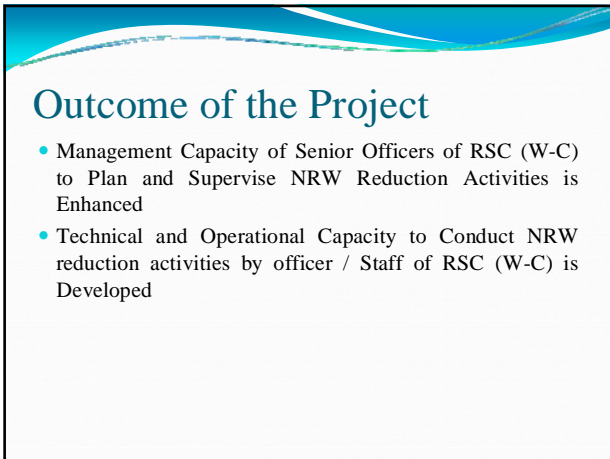 Outcome of the Project
• Management Capacity of Senior Officers of RSC (W-C)
to Plan and Supervise NRW Reduction Activities is
Enhanced
• Technical and Operational Capacity to Conduct NRW
reduction activities by officer / Staff of RSC (W-C) is
Developed